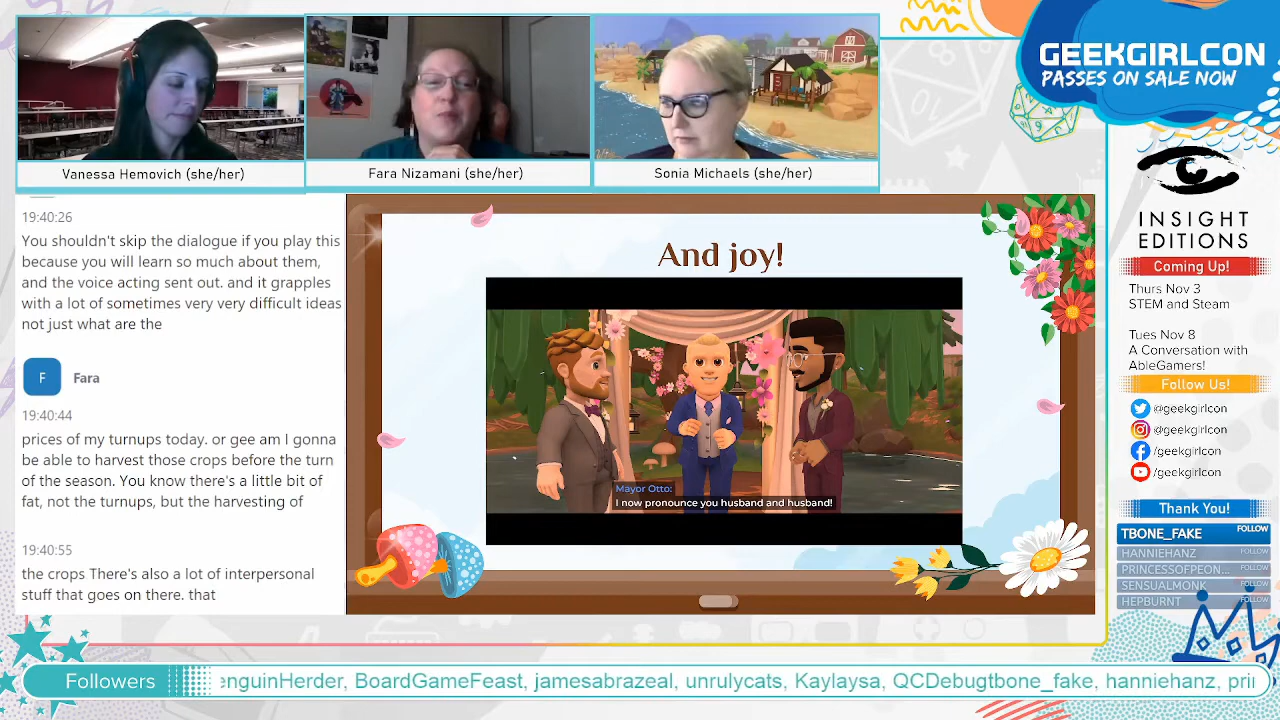 GEEKGIRLCON
PASSES ON SALE NOW
Vanessa Hemovich (she/her)
Fara Nizamani (she/her)
Sonia Michaels (she/her)
19:40:26
You shouldn't skip the dialogue if you play this
because you will learn so much about them,
and the voice acting sent out. and it grapples
with a lot of sometimes very very difficult ideas
not just what are the
F
Fara
19:40:44
prices of my turnups today. or gee am I gonna
be able to harvest those crops before the turn
of the season. You know there's a little bit of
fat, not the turnups, but the harvesting of
19:40:55
the crops There's also a lot of interpersonal
stuff that goes on there. that
And joy!
Mayor Otto:
I now pronounce you husband and husband!
INSIGHT
EDITIONS
Coming Up!
Thurs Nov 3
STEM and Steam
Tues Nov 8
A Conversation with
AbleGamers!
Follow Us!
@geekgirlcon
@geekgirlcon
/geekgirlcon
/geekgirlcon
Thank You!
TBONE_FAKE FOLLOW
HANNIEHANZ FOLLOW
PRINCESSOFPEON... FOLLOW
SENSUALMONK FOLLOW
HEPBURNT FOLLOW
Followers
enguinHerder, BoardGameFeast, jamesabrazeal, unrulycats, Kaylaysa, QCDebugtbone_fake, hanniehanz, prin